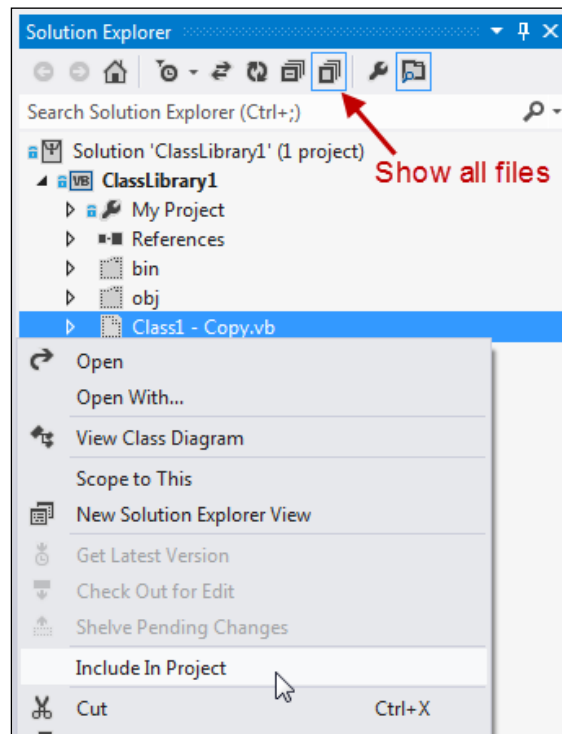 Solution Explorer
Search Solution Explorer (Ctrl+;)
Solution 'ClassLibrary1' (1 project)
Show all files
VB ClassLibrary1
My Project
References
bin
obj
Class1 - Copy.vb
Open
Open With...
View Class Diagram
Scope to This
New Solution Explorer View
Get Latest Version
Check Out for Edit
Shelve Pending Changes
Include In Project
Cut Ctrl+X